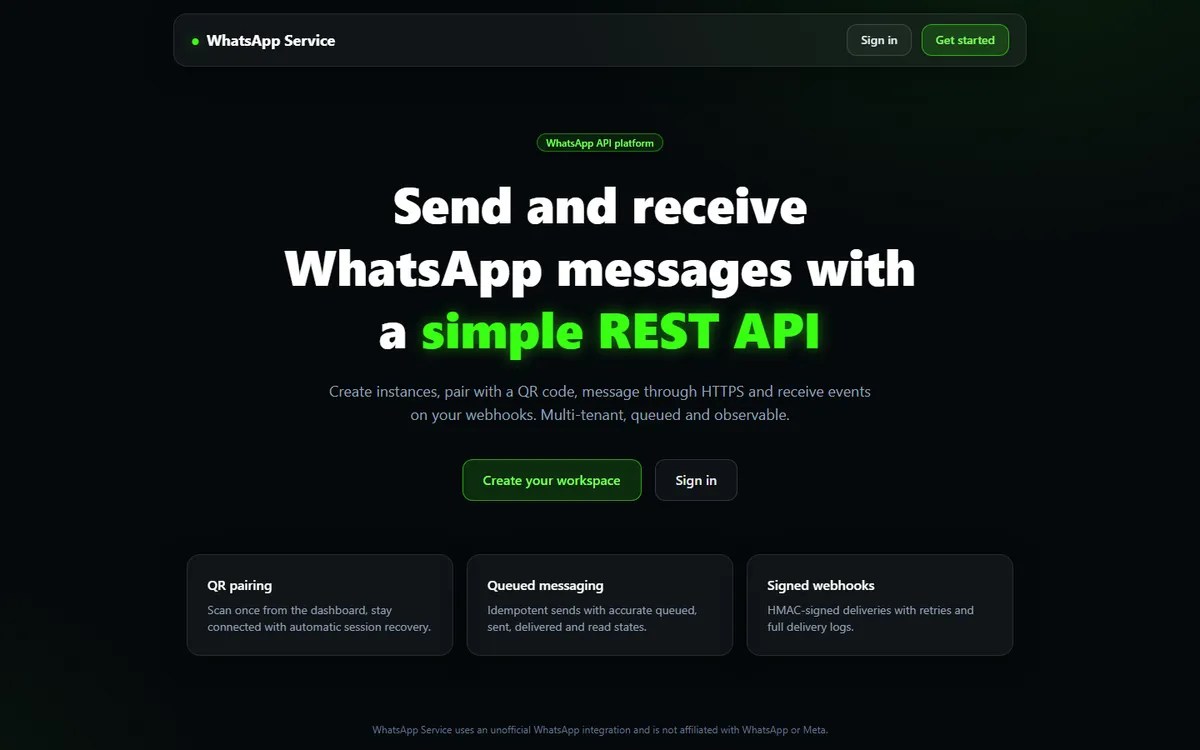 WhatsApp Service
Sign in
Get started
WhatsApp API platform
Send and receive
WhatsApp messages with
a simple REST API
Create instances, pair with a QR code, message through HTTPS and receive events
on your webhooks. Multi-tenant, queued and observable.
Create your workspace
Sign in
QR pairing
Scan once from the dashboard, stay
connected with automatic session recovery.
Queued messaging
Idempotent sends with accurate queued,
sent, delivered and read states.
Signed webhooks
HMAC-signed deliveries with retries and
full delivery logs.
WhatsApp Service uses an unofficial WhatsApp integration and is not affiliated with WhatsApp or Meta.